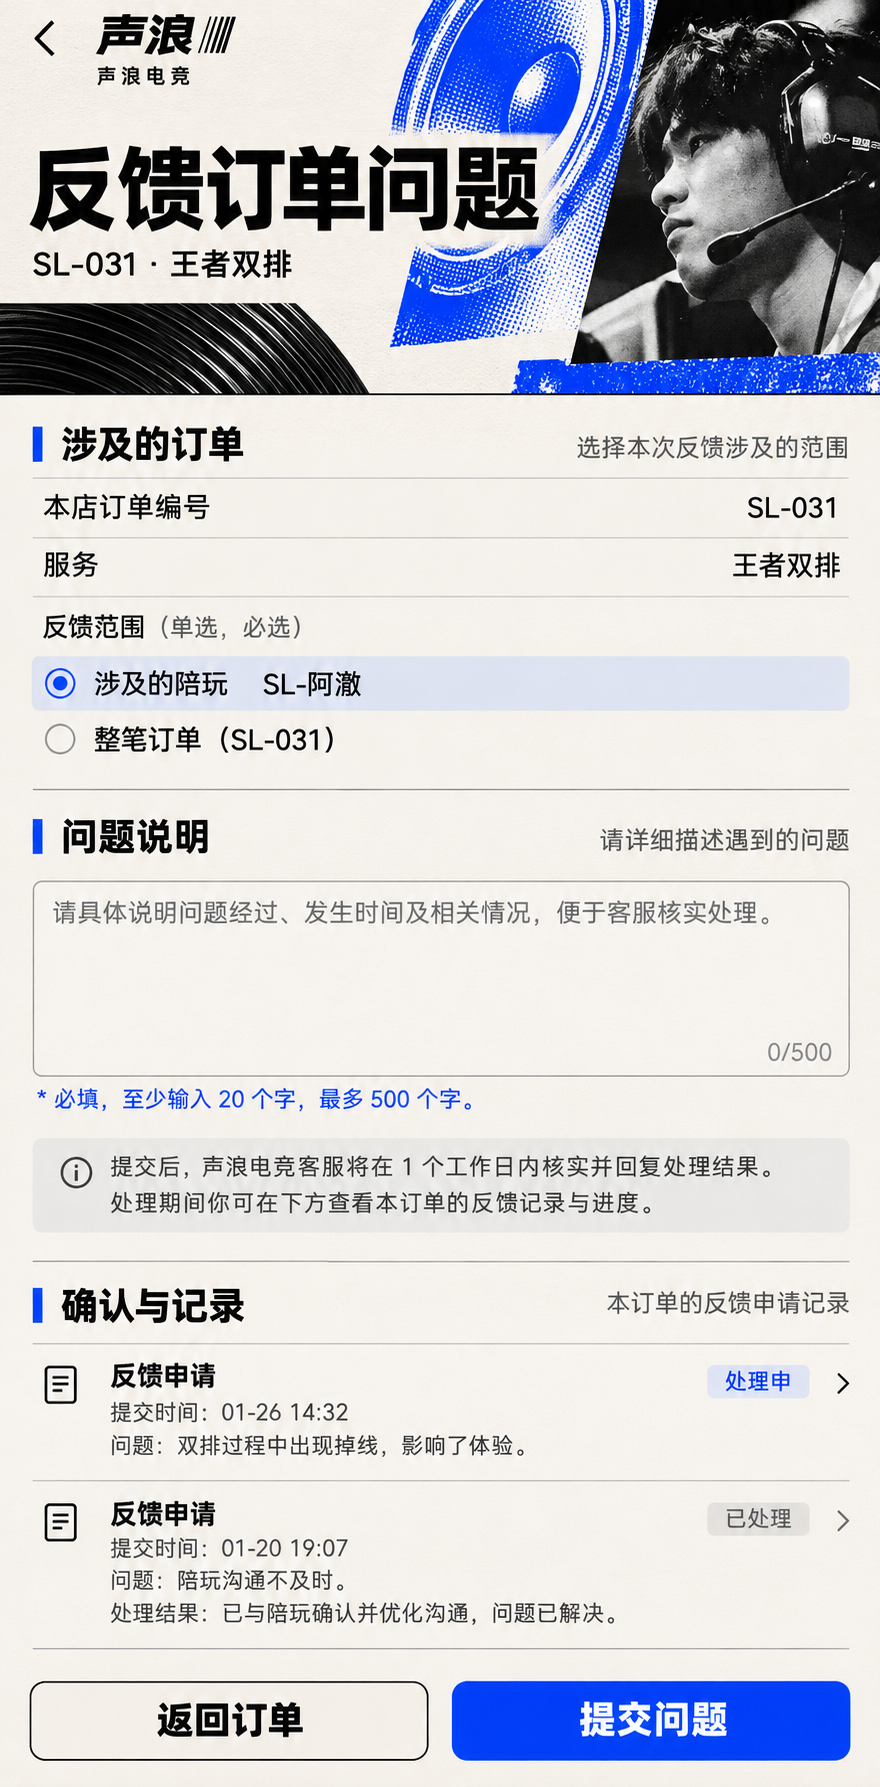 声浪
声浪电竞
反馈订单问题
SL-031 · 王者双排
涉及的订单
选择本次反馈涉及的范围
本店订单编号
SL-031
服务
王者双排
反馈范围（单选，必选）
涉及的陪玩 SL-阿澈
整笔订单（SL-031）
问题说明
请详细描述遇到的问题
请具体说明问题经过、发生时间及相关情况，便于客服核实处理。
0/500
* 必填，至少输入 20 个字，最多 500 个字。
提交后，声浪电竞客服将在 1 个工作日内核实并回复处理结果。
处理期间你可在下方查看本订单的反馈记录与进度。
确认与记录
本订单的反馈申请记录
反馈申请
处理申
提交时间：01-26 14:32
问题：双排过程中出现掉线，影响了体验。
反馈申请
已处理
提交时间：01-20 19:07
问题：陪玩沟通不及时。
处理结果：已与陪玩确认并优化沟通，问题已解决。
返回订单
提交问题